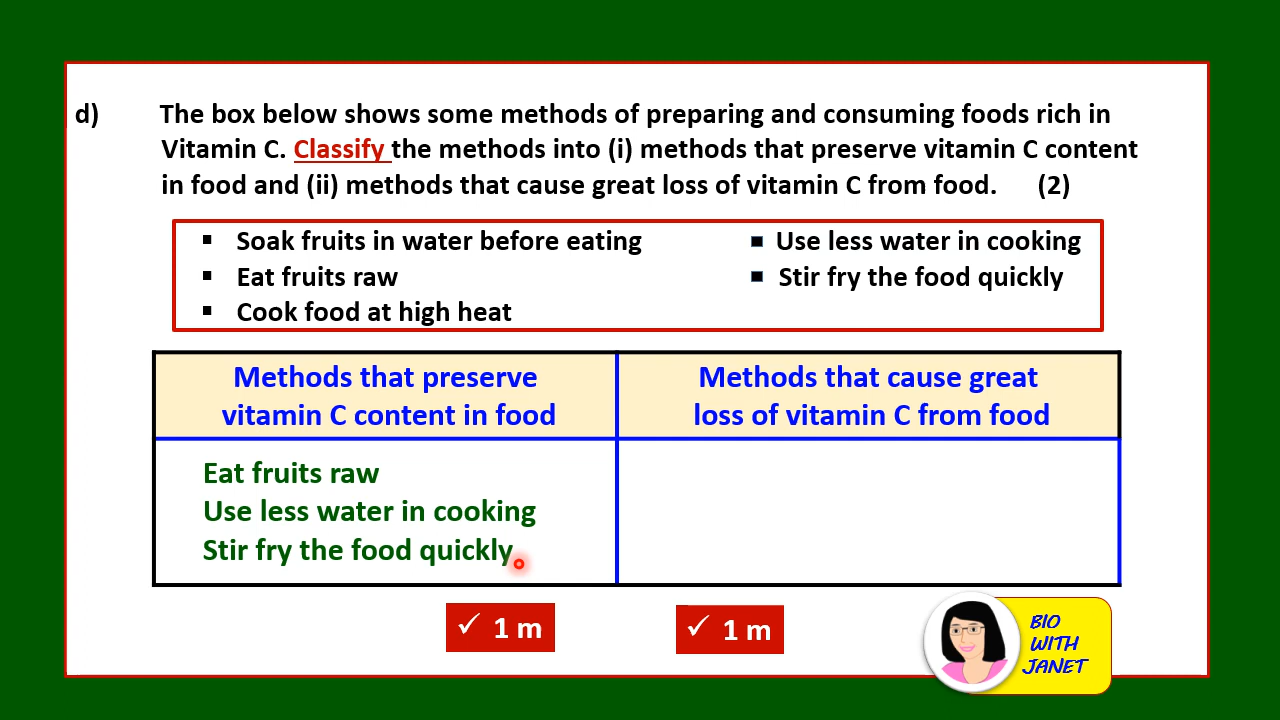 d) The box below shows some methods of preparing and consuming foods rich in
Vitamin C. Classify the methods into (i) methods that preserve vitamin C content
in food and (ii) methods that cause great loss of vitamin C from food. (2)
▪ Soak fruits in water before eating
▪ Eat fruits raw
▪ Cook food at high heat
▪ Use less water in cooking
▪ Stir fry the food quickly
Methods that preserve
vitamin C content in food
Methods that cause great
loss of vitamin C from food
Eat fruits raw
Use less water in cooking
Stir fry the food quickly
✓ 1 m
✓ 1 m
BIO
WITH
JANET